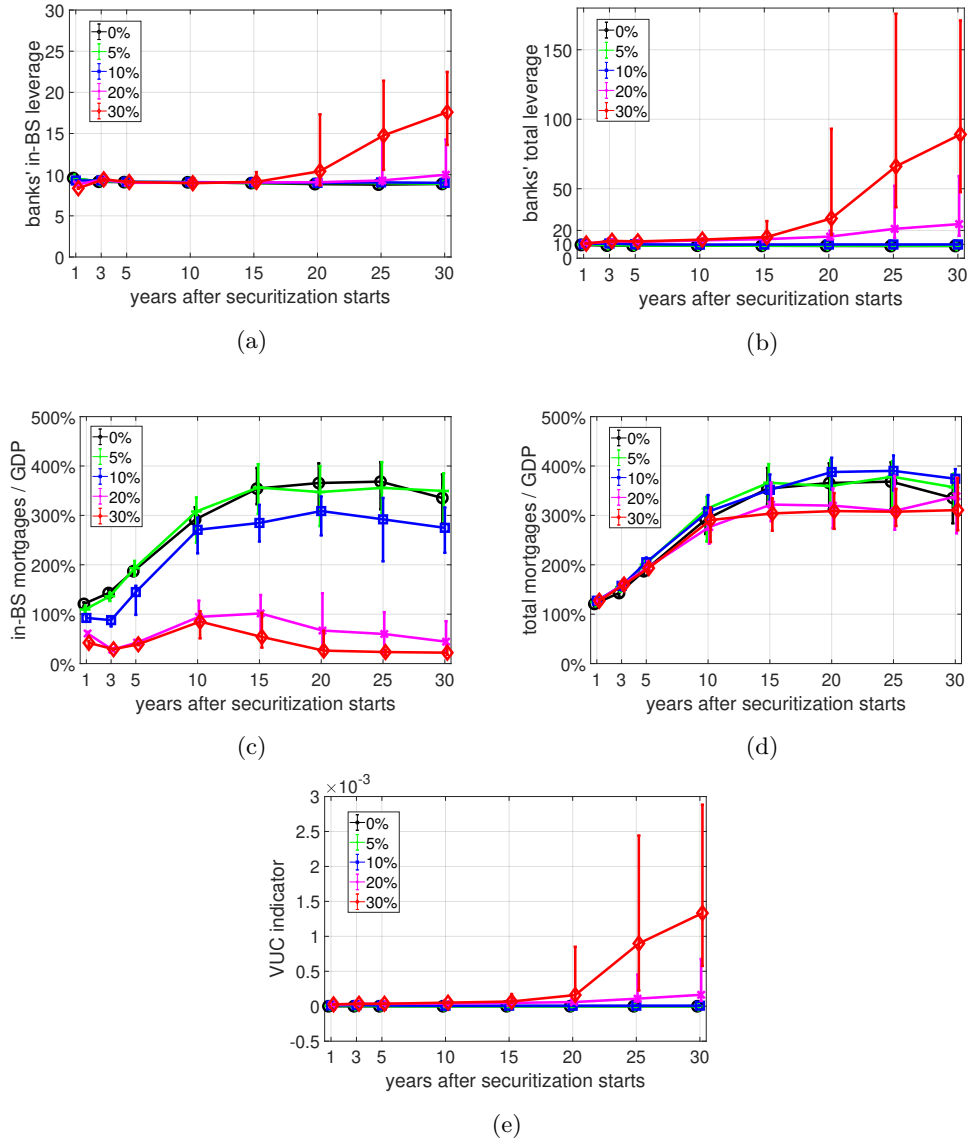 30
25
20
15
10
5
0
banks' in-BS leverage
0%
5%
10%
20%
30%
1 3 5 10 15 20 25 30
years after securitization starts
(a)
150
100
50
20
10
0
banks' total leverage
0%
5%
10%
20%
30%
1 3 5 10 15 20 25 30
years after securitization starts
(b)
500%
400%
300%
200%
100%
0%
in-BS mortgages / GDP
0%
5%
10%
20%
30%
1 3 5 10 15 20 25 30
years after securitization starts
(c)
500%
400%
300%
200%
100%
0%
total mortgages / GDP
0%
5%
10%
20%
30%
1 3 5 10 15 20 25 30
years after securitization starts
(d)
×10⁻³
3
2.5
2
1.5
1
0.5
0
-0.5
VUC indicator
0%
5%
10%
20%
30%
1 3 5 10 15 20 25 30
years after securitization starts
(e)